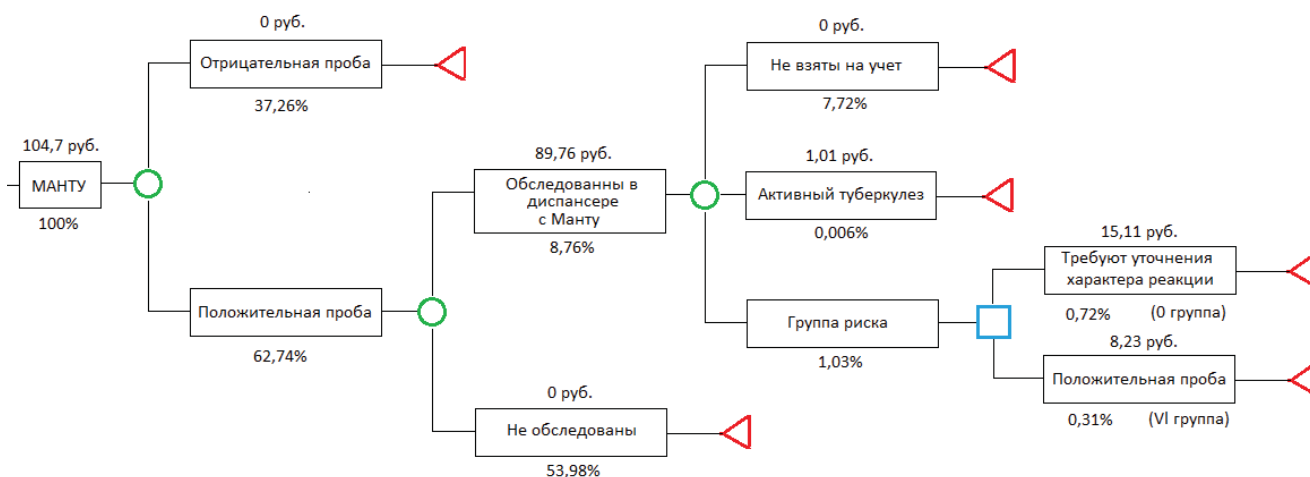 0 руб.
Отрицательная проба
37,26%
104,7 руб.
МАНТУ
100%
Положительная проба
62,74%
89,76 руб.
Обследованны в
диспансере
с Манту
8,76%
0 руб.
Не обследованы
53,98%
0 руб.
Не взяты на учет
7,72%
1,01 руб.
Активный туберкулез
0,006%
Группа риска
1,03%
15,11 руб.
Требуют уточнения
характера реакции
0,72% (0 группа)
8,23 руб.
Положительная проба
0,31% (VI группа)